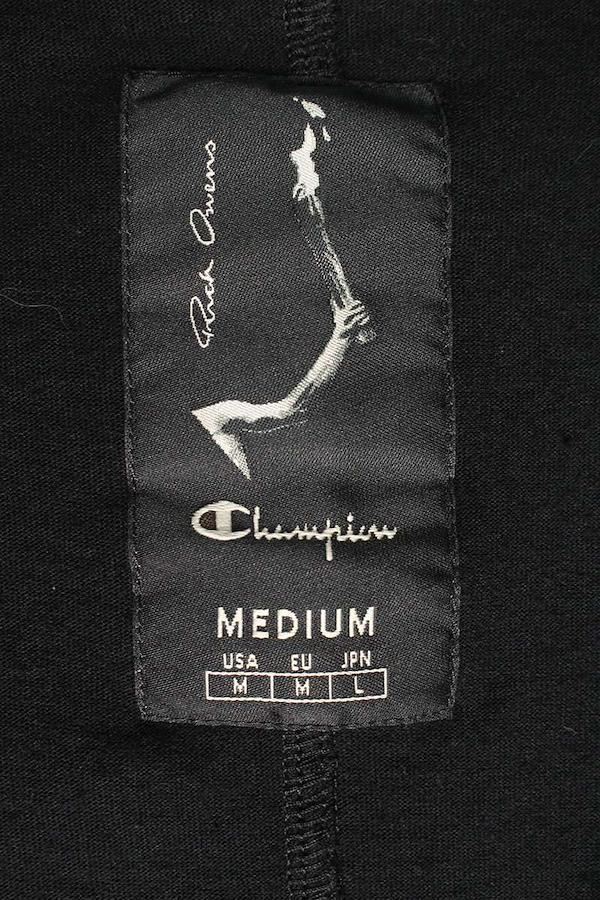 Rick Owens
Champion
MEDIUM
USA EU JPN
M M L